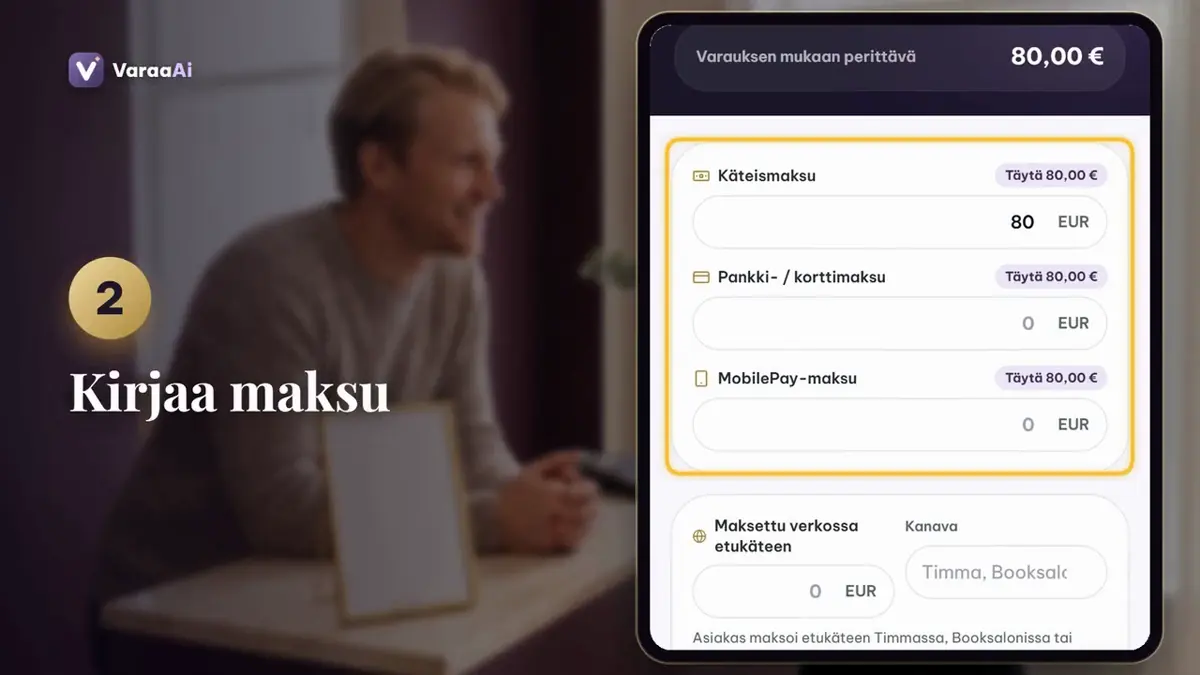 VaraaAi
2
Kirjaa maksu
Varauksen mukaan perittävä 80,00 €
Käteismaksu Täytä 80,00 €
80 EUR
Pankki- / korttimaksu Täytä 80,00 €
0 EUR
MobilePay-maksu Täytä 80,00 €
0 EUR
Maksettu verkossa
etukäteen
0 EUR
Kanava
Timma, Booksalo
Asiakas maksoi etukäteen Timmassa, Booksalonissa tai